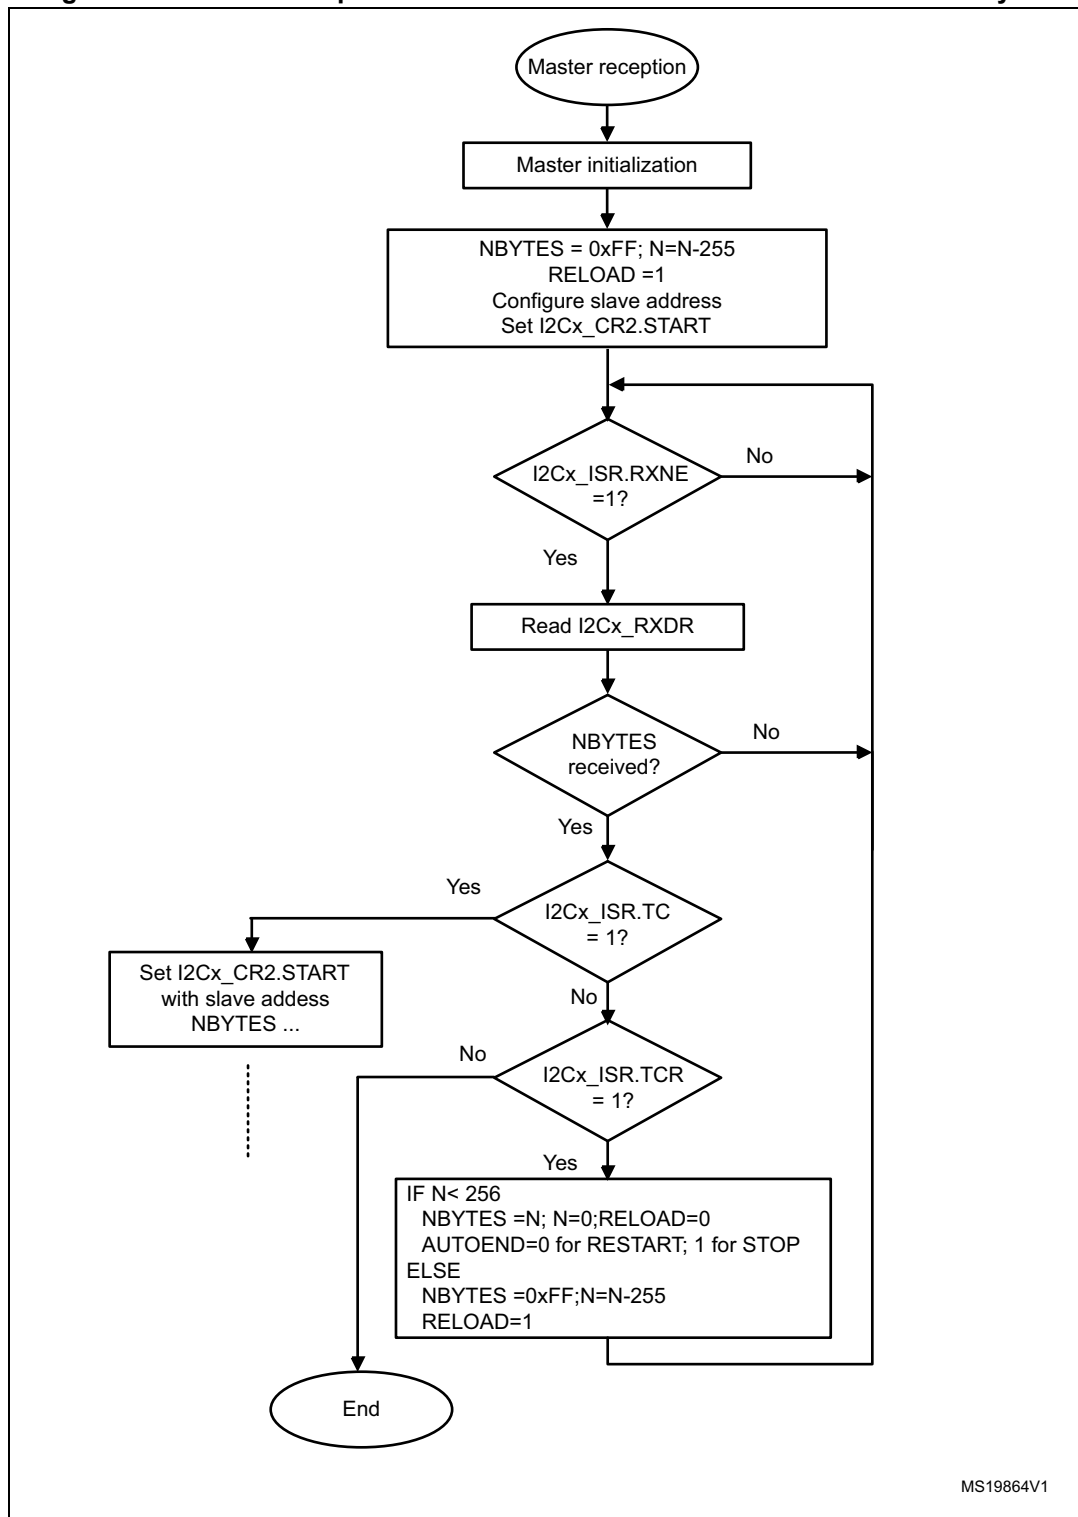 Master reception
Master initialization
NBYTES = 0xFF; N=N-255
RELOAD =1
Configure slave address
Set I2Cx_CR2.START
I2Cx_ISR.RXNE
=1?
No
Yes
Read I2Cx_RXDR
NBYTES
received?
No
Yes
I2Cx_ISR.TC
= 1?
Yes
Set I2Cx_CR2.START
with slave addess
NBYTES ...
No
I2Cx_ISR.TCR
= 1?
No
Yes
IF N< 256
NBYTES =N; N=0;RELOAD=0
AUTOEND=0 for RESTART; 1 for STOP
ELSE
NBYTES =0xFF;N=N-255
RELOAD=1
End
MS19864V1